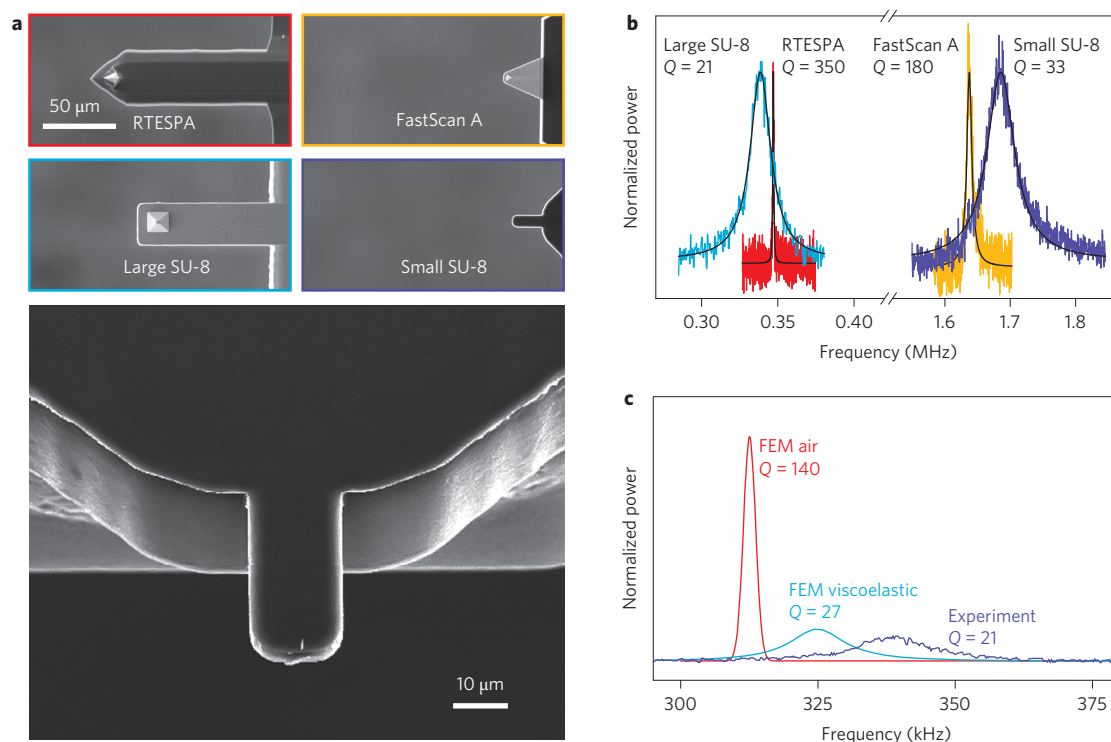 a
50 μm
RTESPA
FastScan A
Large SU-8
Small SU-8
10 μm
b
Large SU-8
Q = 21
RTESPA
Q = 350
FastScan A
Q = 180
Small SU-8
Q = 33
Normalized power
0.30
0.35
0.40
1.6
1.7
1.8
Frequency (MHz)
c
FEM air
Q = 140
FEM viscoelastic
Q = 27
Experiment
Q = 21
Normalized power
300
325
350
375
Frequency (kHz)